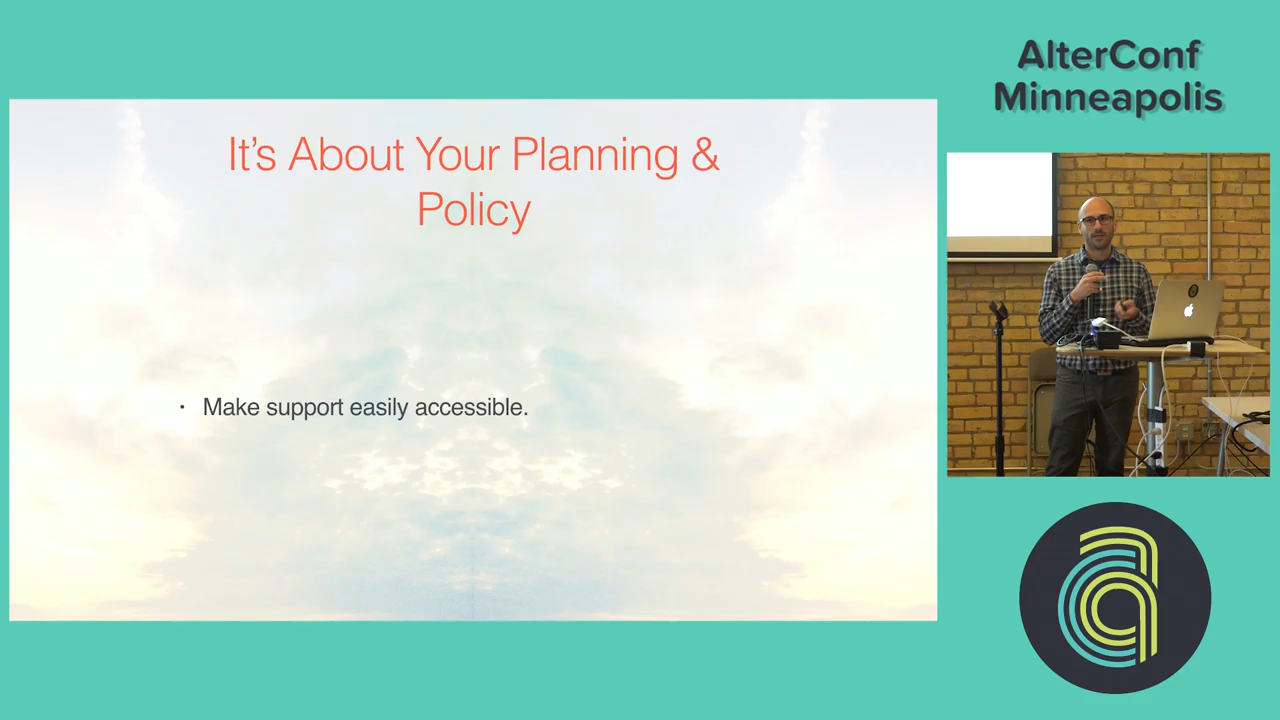 AlterConf
Minneapolis
It's About Your Planning &
Policy
· Make support easily accessible.